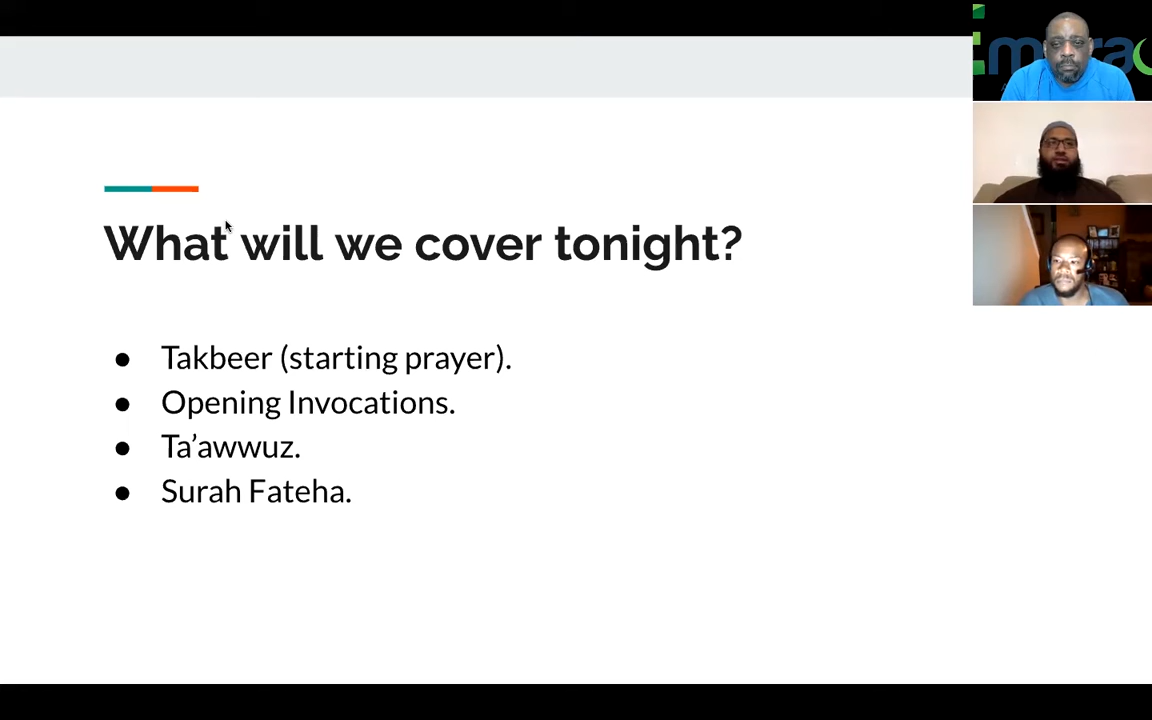 What will we cover tonight?
● Takbeer (starting prayer).
● Opening Invocations.
● Ta’awwuz.
● Surah Fateha.